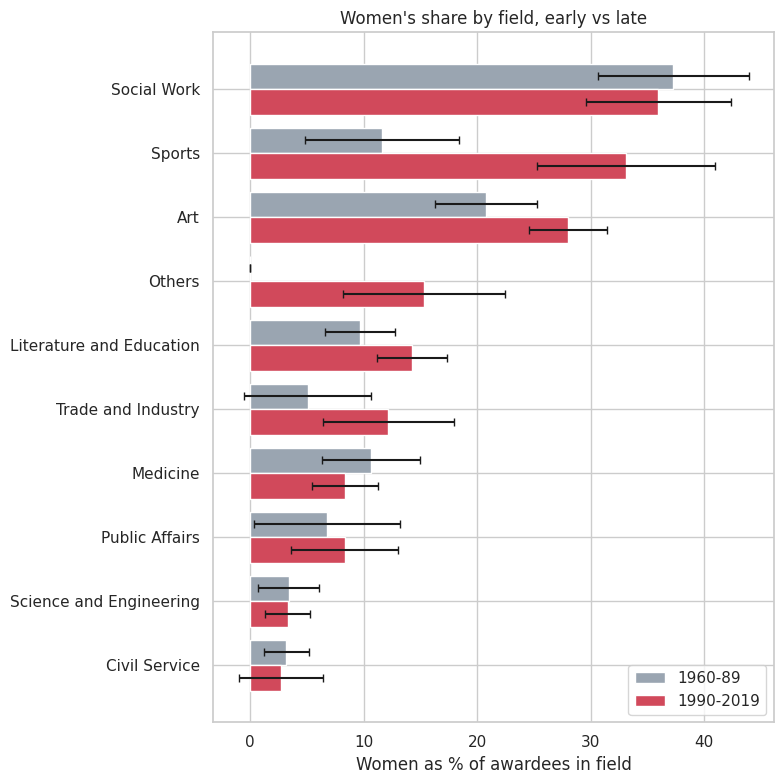 Women's share by field, early vs late
Social Work
Sports
Art
Others
Literature and Education
Trade and Industry
Medicine
Public Affairs
Science and Engineering
Civil Service
1960-89
1990-2019
0 10 20 30 40
Women as % of awardees in field